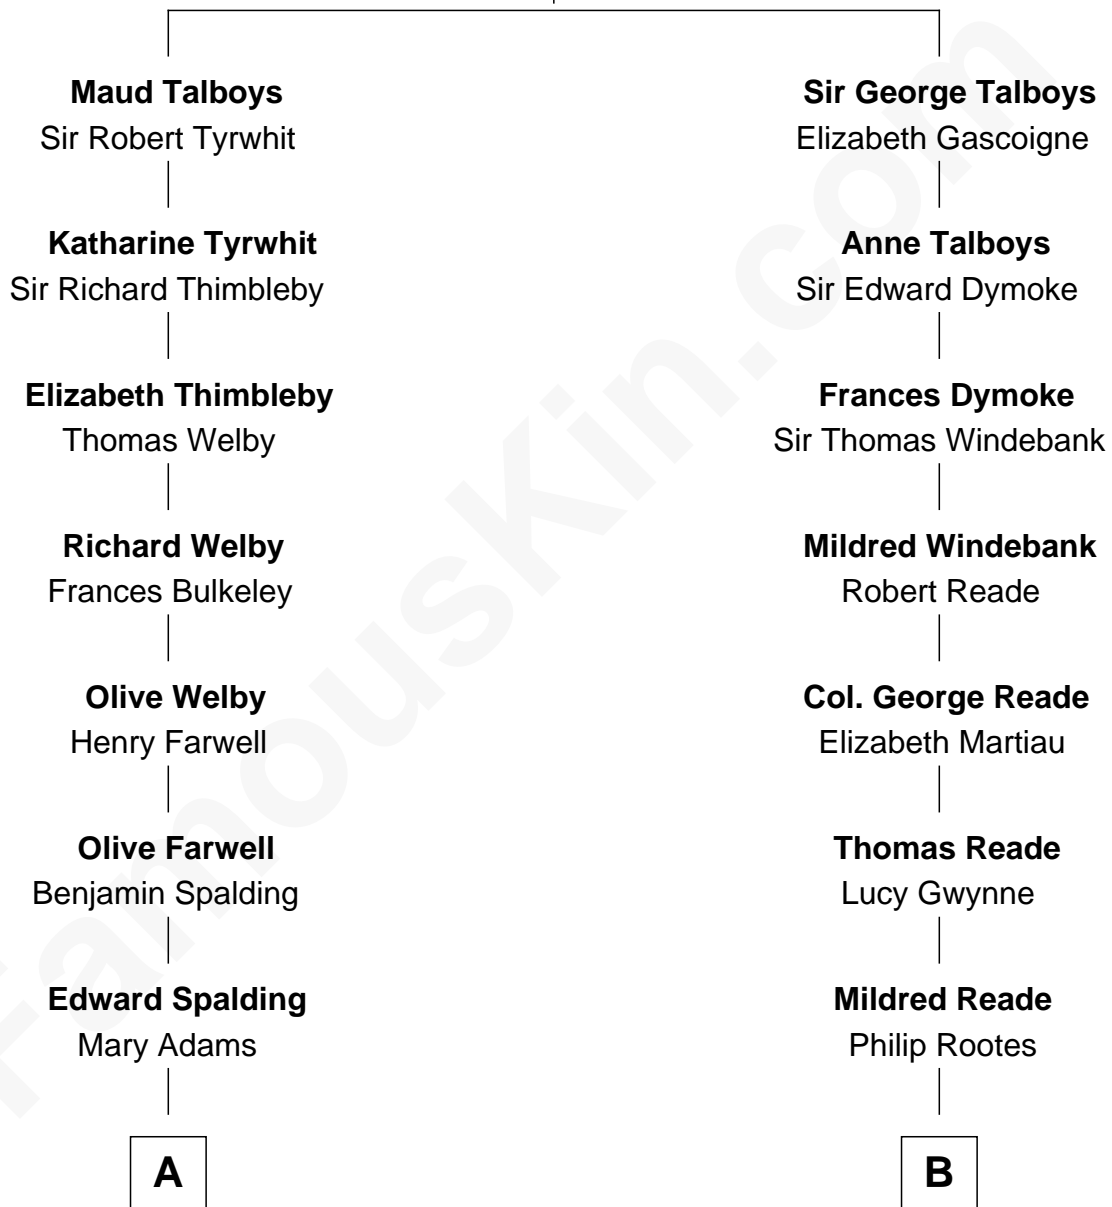 Maud Talboys
Sir Robert Tyrwhit
Katharine Tyrwhit
Sir Richard Thimbleby
Elizabeth Thimbleby
Thomas Welby
Richard Welby
Frances Bulkeley
Olive Welby
Henry Farwell
Olive Farwell
Benjamin Spalding
Edward Spalding
Mary Adams
A
Sir George Talboys
Elizabeth Gascoigne
Anne Talboys
Sir Edward Dymoke
Frances Dymoke
Sir Thomas Windebank
Mildred Windebank
Robert Reade
Col. George Reade
Elizabeth Martiau
Thomas Reade
Lucy Gwynne
Mildred Reade
Philip Rootes
B
FamousKin.com